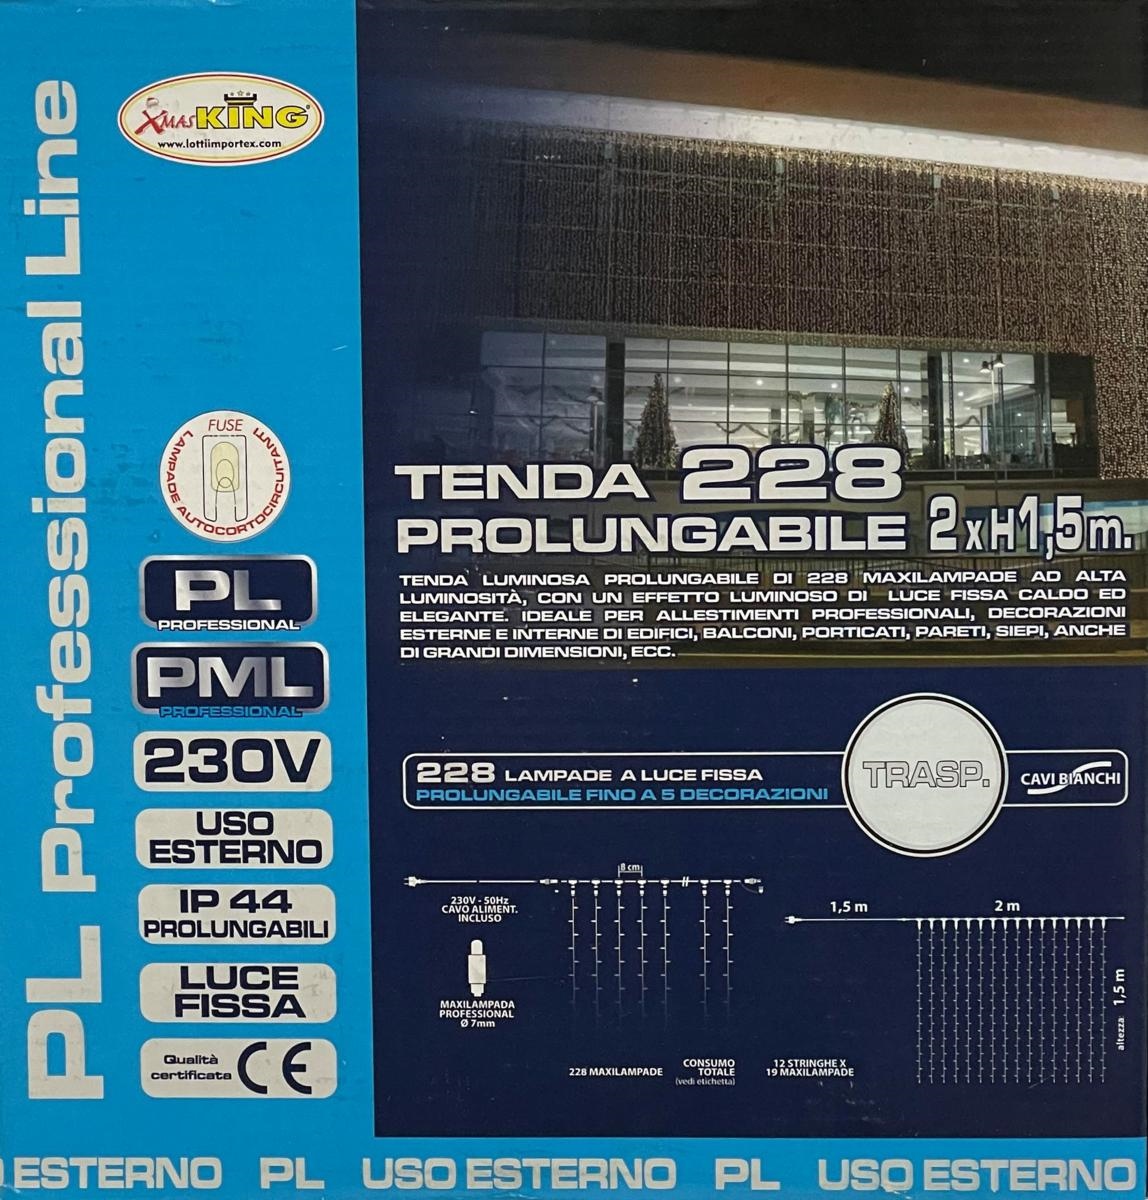 PL Professional Line
XMAS KING®
www.lottiimportex.com
FUSE
LAMPADE AUTOCORTOCIRCUITANTI
PL
PROFESSIONAL
PML
PROFESSIONAL
230V
USO
ESTERNO
IP 44
PROLUNGABILI
LUCE
FISSA
Qualità
certificata CE
TENDA 228
PROLUNGABILE 2xH1,5m.
TENDA LUMINOSA PROLUNGABILE DI 228 MAXILAMPADE AD ALTA
LUMINOSITÀ, CON UN EFFETTO LUMINOSO DI LUCE FISSA CALDO ED
ELEGANTE. IDEALE PER ALLESTIMENTI PROFESSIONALI, DECORAZIONI
ESTERNE E INTERNE DI EDIFICI, BALCONI, PORTICATI, PARETI, SIEPI, ANCHE
DI GRANDI DIMENSIONI, ECC.
228 LAMPADE A LUCE FISSA
PROLUNGABILE FINO A 5 DECORAZIONI
TRASP.
CAVI BIANCHI
8 cm
230V - 50Hz
CAVO ALIMENT.
INCLUSO
MAXILAMPADA
PROFESSIONAL
Ø 7mm
1,5 m
2 m
altezza: 1,5 m
228 MAXILAMPADE
CONSUMO
TOTALE
(vedi etichetta)
12 STRINGHE X
19 MAXILAMPADE
ESTERNO PL USO ESTERNO PL USO ESTERNO